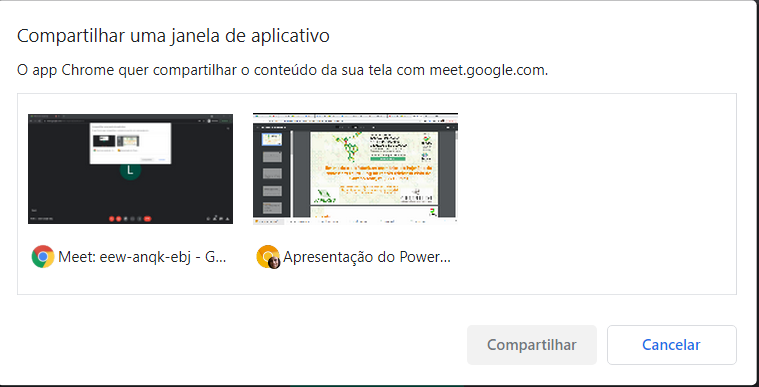 Compartilhar uma janela de aplicativo
O app Chrome quer compartilhar o conteúdo da sua tela com meet.google.com.
L
Meet: eew-anqk-ebj - G...
Apresentação do Power...
Compartilhar
Cancelar